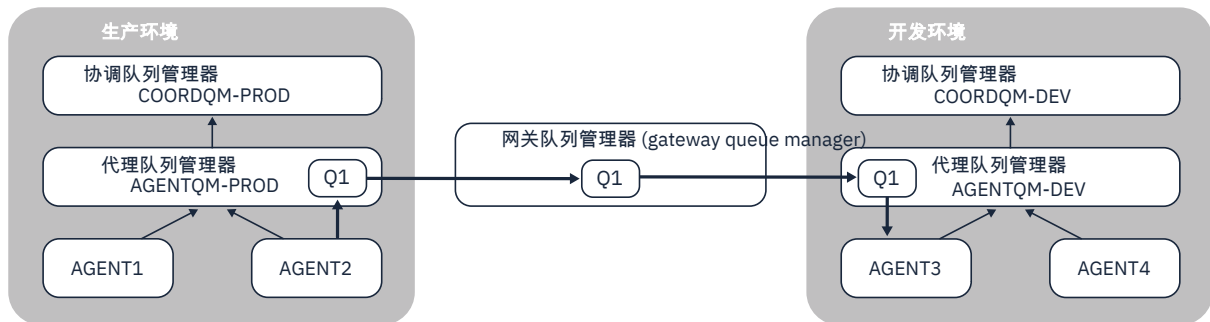 生产环境
协调队列管理器
COORDQM-PROD
代理队列管理器
AGENTQM-PROD
Q1
AGENT1
AGENT2
网关队列管理器 (gateway queue manager)
Q1
开发环境
协调队列管理器
COORDQM-DEV
Q1
代理队列管理器
AGENTQM-DEV
AGENT3
AGENT4